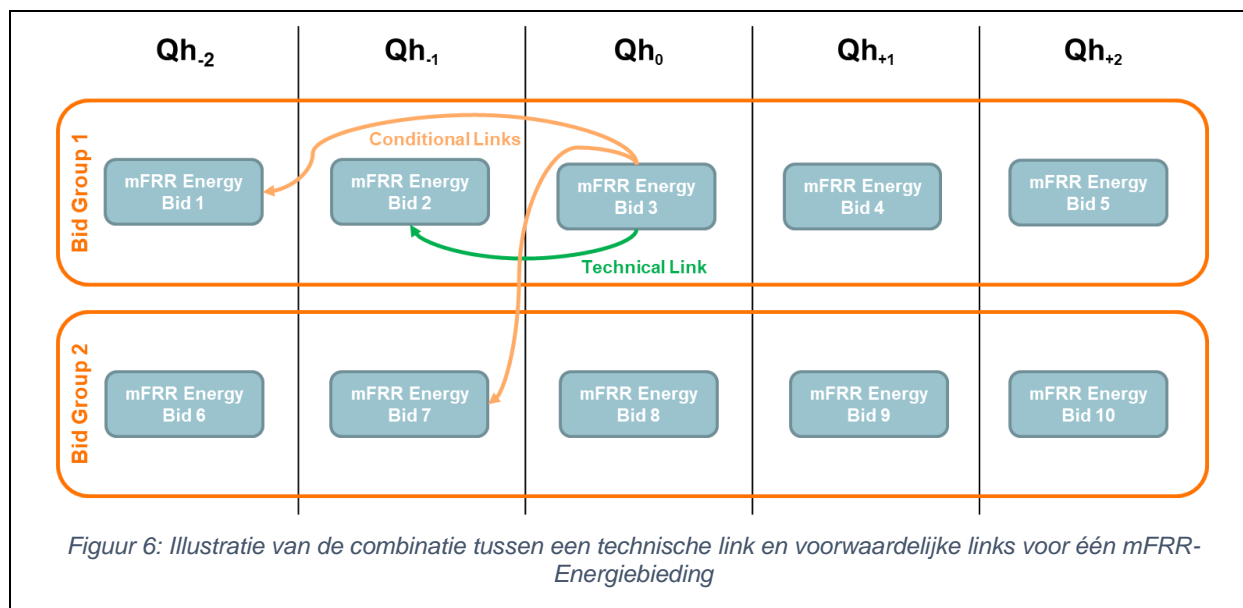 Qh-2 Qh-1 Qh0 Qh+1 Qh+2
Bid Group 1
Conditional Links
mFRR Energy
Bid 1
mFRR Energy
Bid 2
mFRR Energy
Bid 3
mFRR Energy
Bid 4
mFRR Energy
Bid 5
Technical Link
Bid Group 2
mFRR Energy
Bid 6
mFRR Energy
Bid 7
mFRR Energy
Bid 8
mFRR Energy
Bid 9
mFRR Energy
Bid 10
Figuur 6: Illustratie van de combinatie tussen een technische link en voorwaardelijke links voor één mFRR-
Energiebieding